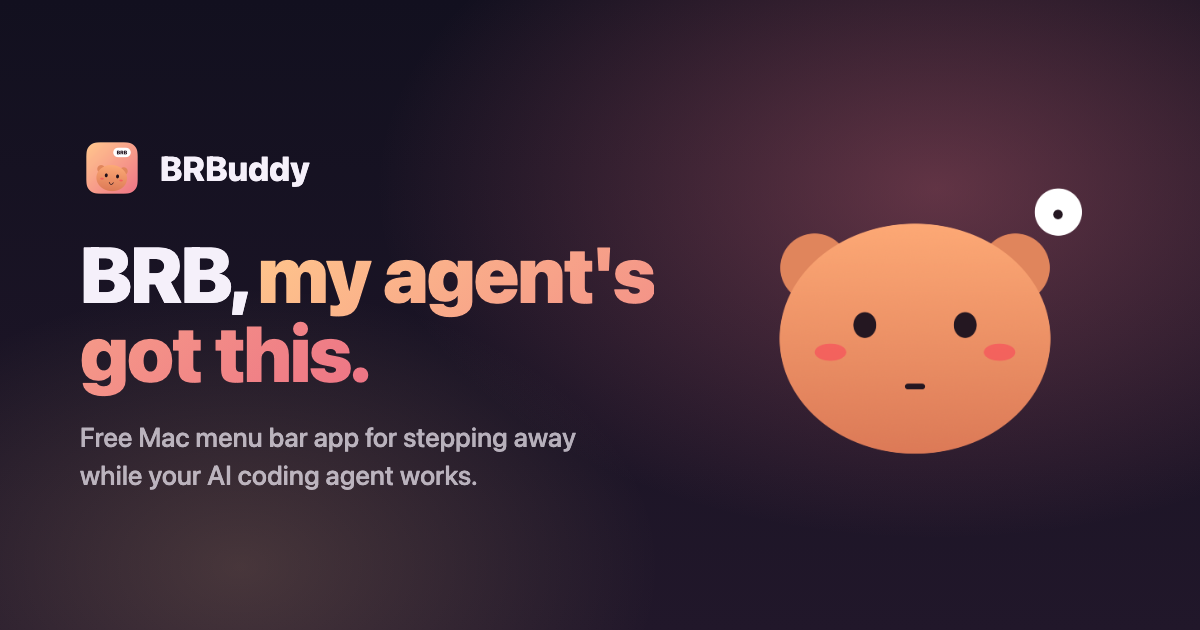 BRB
BRBuddy
BRB, my agent's
got this.
Free Mac menu bar app for stepping away
while your AI coding agent works.